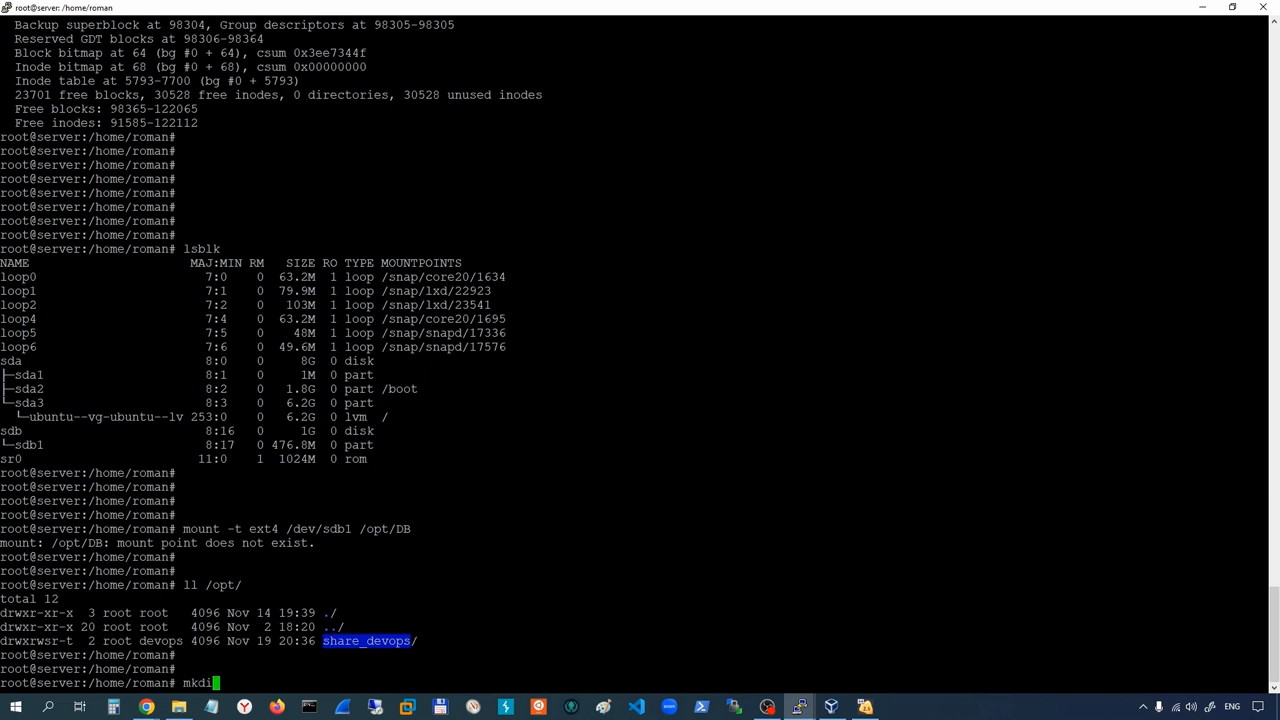 root@server: /home/roman
  Backup superblock at 98304, Group descriptors at 98305-98305
  Reserved GDT blocks at 98306-98364
  Block bitmap at 64 (bg #0 + 64), csum 0x3ee7344f
  Inode bitmap at 68 (bg #0 + 68), csum 0x00000000
  Inode table at 5793-7700 (bg #0 + 5793)
  23701 free blocks, 30528 free inodes, 0 directories, 30528 unused inodes
  Free blocks: 98365-122065
  Free inodes: 91585-122112
root@server:/home/roman#
root@server:/home/roman#
root@server:/home/roman#
root@server:/home/roman#
root@server:/home/roman#
root@server:/home/roman#
root@server:/home/roman#
root@server:/home/roman#
root@server:/home/roman# lsblk
NAME                      MAJ:MIN RM   SIZE RO TYPE MOUNTPOINTS
loop0                       7:0    0  63.2M  1 loop /snap/core20/1634
loop1                       7:1    0  79.9M  1 loop /snap/lxd/22923
loop2                       7:2    0   103M  1 loop /snap/lxd/23541
loop4                       7:4    0  63.2M  1 loop /snap/core20/1695
loop5                       7:5    0    48M  1 loop /snap/snapd/17336
loop6                       7:6    0  49.6M  1 loop /snap/snapd/17576
sda                         8:0    0     8G  0 disk
├─sda1                      8:1    0     1M  0 part
├─sda2                      8:2    0   1.8G  0 part /boot
└─sda3                      8:3    0   6.2G  0 part
  └─ubuntu--vg-ubuntu--lv 253:0    0   6.2G  0 lvm  /
sdb                         8:16   0     1G  0 disk
└─sdb1                      8:17   0 476.8M  0 part
sr0                        11:0    1  1024M  0 rom
root@server:/home/roman#
root@server:/home/roman#
root@server:/home/roman#
root@server:/home/roman#
root@server:/home/roman# mount -t ext4 /dev/sdb1 /opt/DB
mount: /opt/DB: mount point does not exist.
root@server:/home/roman#
root@server:/home/roman#
root@server:/home/roman# ll /opt/
total 12
drwxr-xr-x  3 root root   4096 Nov 14 19:39 ./
drwxr-xr-x 20 root root   4096 Nov  2 18:20 ../
drwxrwsr-t  2 root devops 4096 Nov 19 20:36 share_devops/
root@server:/home/roman#
root@server:/home/roman#
root@server:/home/roman# mkdi
ENG